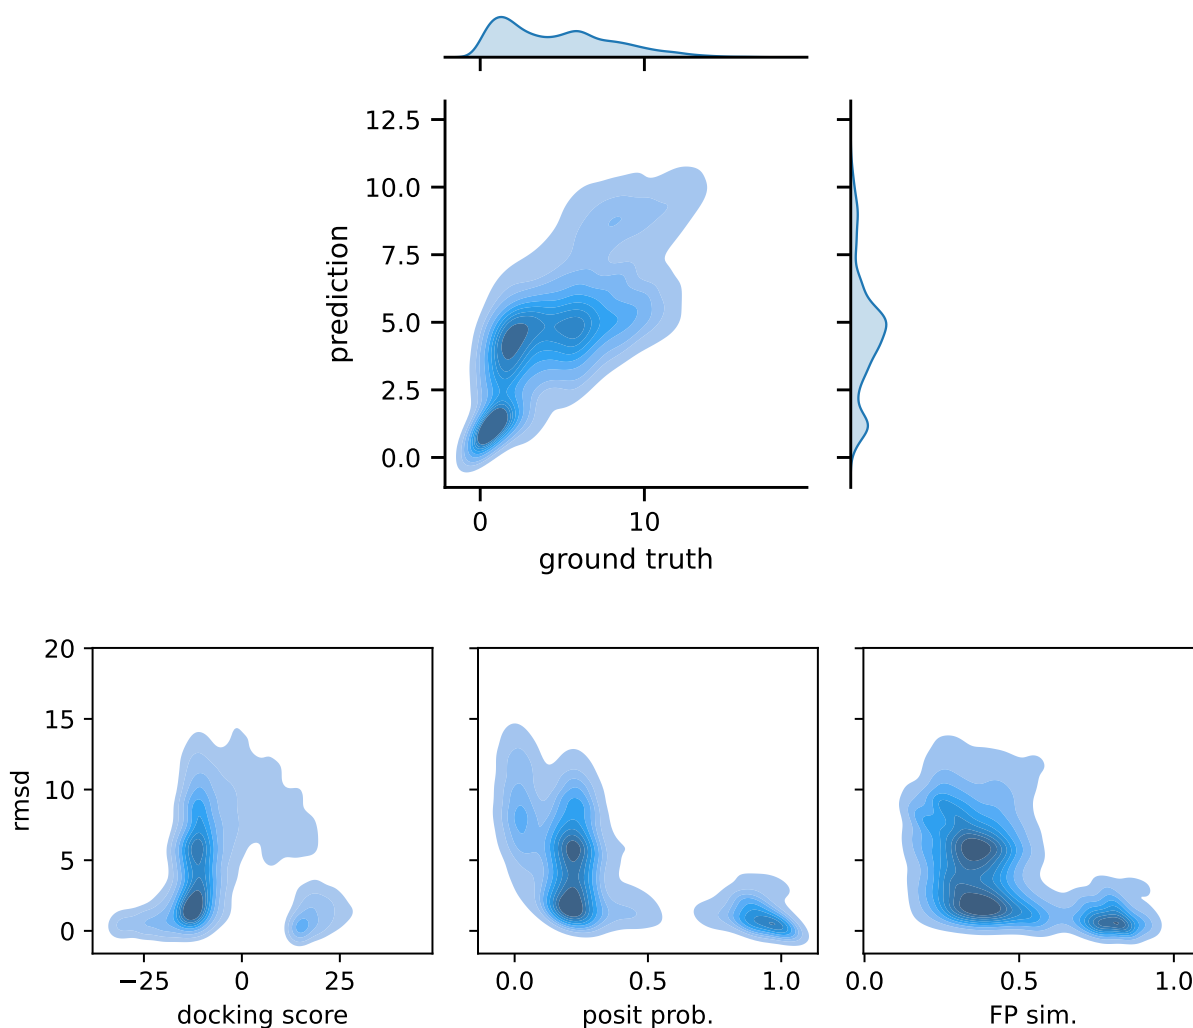 12.5
10.0
7.5
5.0
2.5
0.0
prediction
0 10
ground truth
20
15
10
5
0
rmsd
−25 0 25
docking score
0.0 0.5 1.0
posit prob.
0.0 0.5 1.0
FP sim.